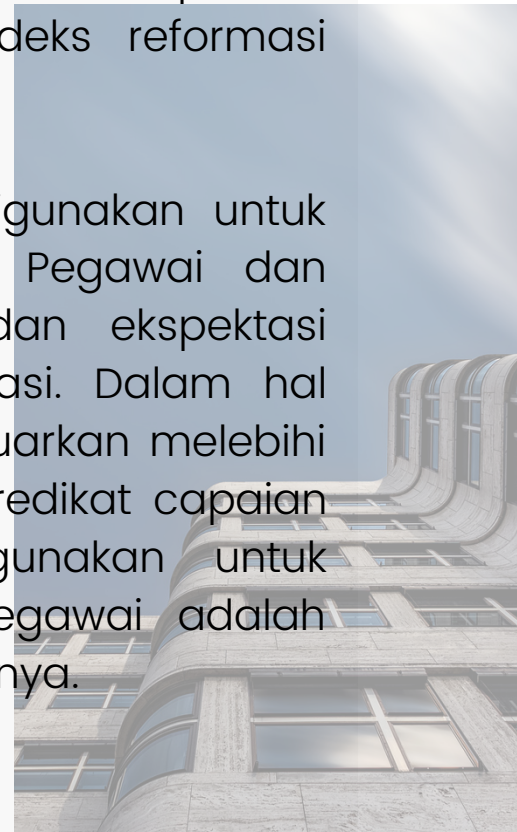 deks reformasi
gunakan untuk
Pegawai dan
dan ekspektasi
asi. Dalam hal
uarkan melebihi
redikat capaian
gunakan untuk
egawai adalah
nya.